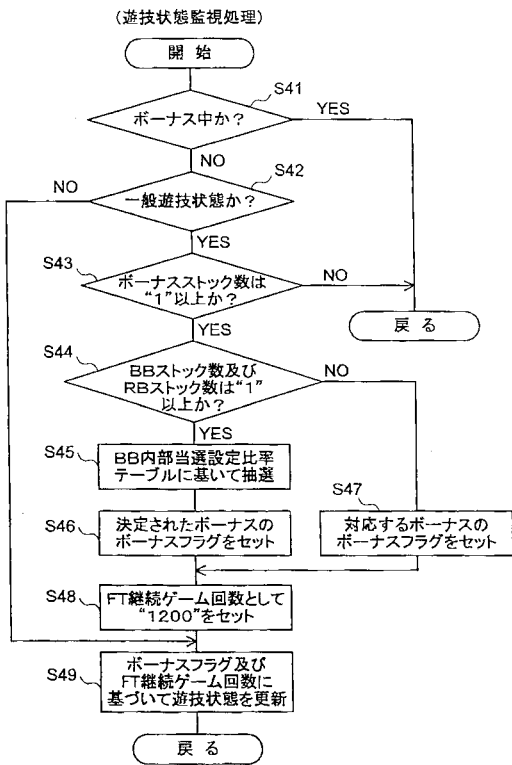 (遊技状態監視処理)
開 始
S41
ボーナス中か?
YES
NO
S42
NO
一般遊技状態か?
YES
S43
ボーナスストック数は
“1”以上か?
NO
戻 る
YES
S44
BBストック数及び
RBストック数は“1”
以上か?
NO
YES
S45
BB内部当選設定比率
テーブルに基いて抽選
S46
決定されたボーナスの
ボーナスフラグをセット
S47
対応するボーナスの
ボーナスフラグをセット
S48
FT継続ゲーム回数として
“1200”をセット
S49
ボーナスフラグ及び
FT継続ゲーム回数に
基づいて遊技状態を更新
戻 る